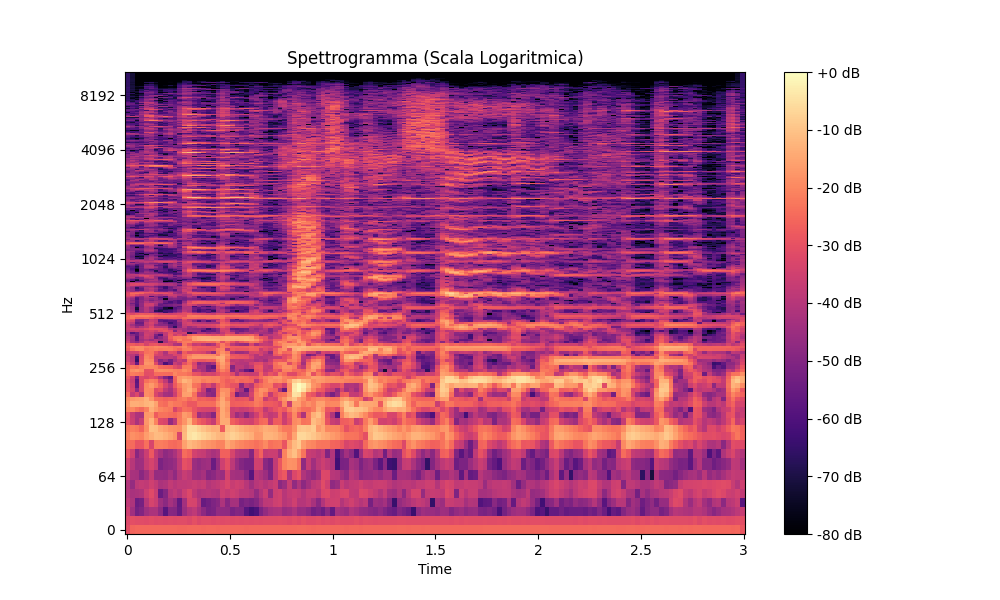 Spettrogramma (Scala Logaritmica)
Hz
8192
4096
2048
1024
512
256
128
64
0
0
0.5
1
1.5
2
2.5
3
Time
+0 dB
-10 dB
-20 dB
-30 dB
-40 dB
-50 dB
-60 dB
-70 dB
-80 dB